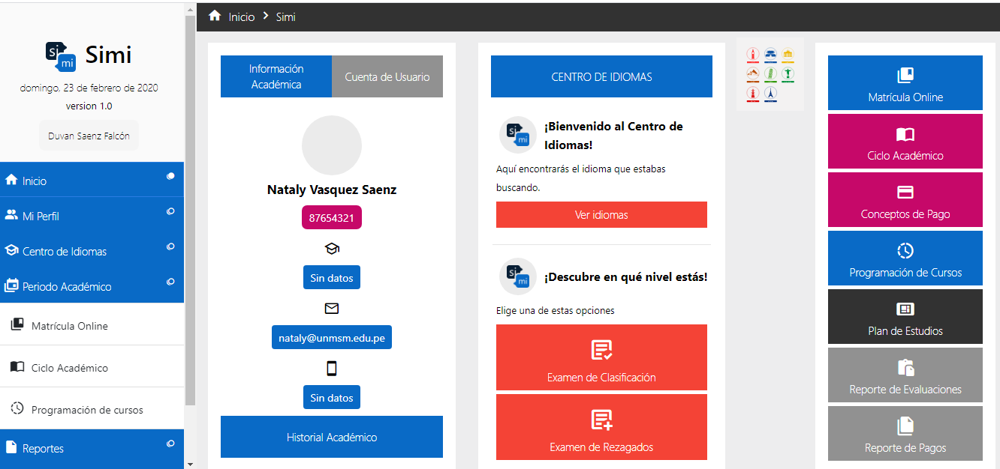 si
mi
Simi
domingo, 23 de febrero de 2020
version 1.0
Duvan Saenz Falcón
Inicio
Mi Perfil
Centro de Idiomas
Periodo Académico
Matrícula Online
Ciclo Académico
Programación de cursos
Reportes
Inicio > Simi
Información
Académica
Cuenta de Usuario
Nataly Vasquez Saenz
87654321
Sin datos
nataly@unmsm.edu.pe
Sin datos
Historial Académico
CENTRO DE IDIOMAS
si
mi
¡Bienvenido al Centro de
Idiomas!
Aquí encontrarás el idioma que estabas
buscando.
Ver idiomas
si
mi
¡Descubre en qué nivel estás!
Elige una de estas opciones
Examen de Clasificación
Examen de Rezagados
Matrícula Online
Ciclo Académico
Conceptos de Pago
Programación de Cursos
Plan de Estudios
Reporte de Evaluaciones
Reporte de Pagos